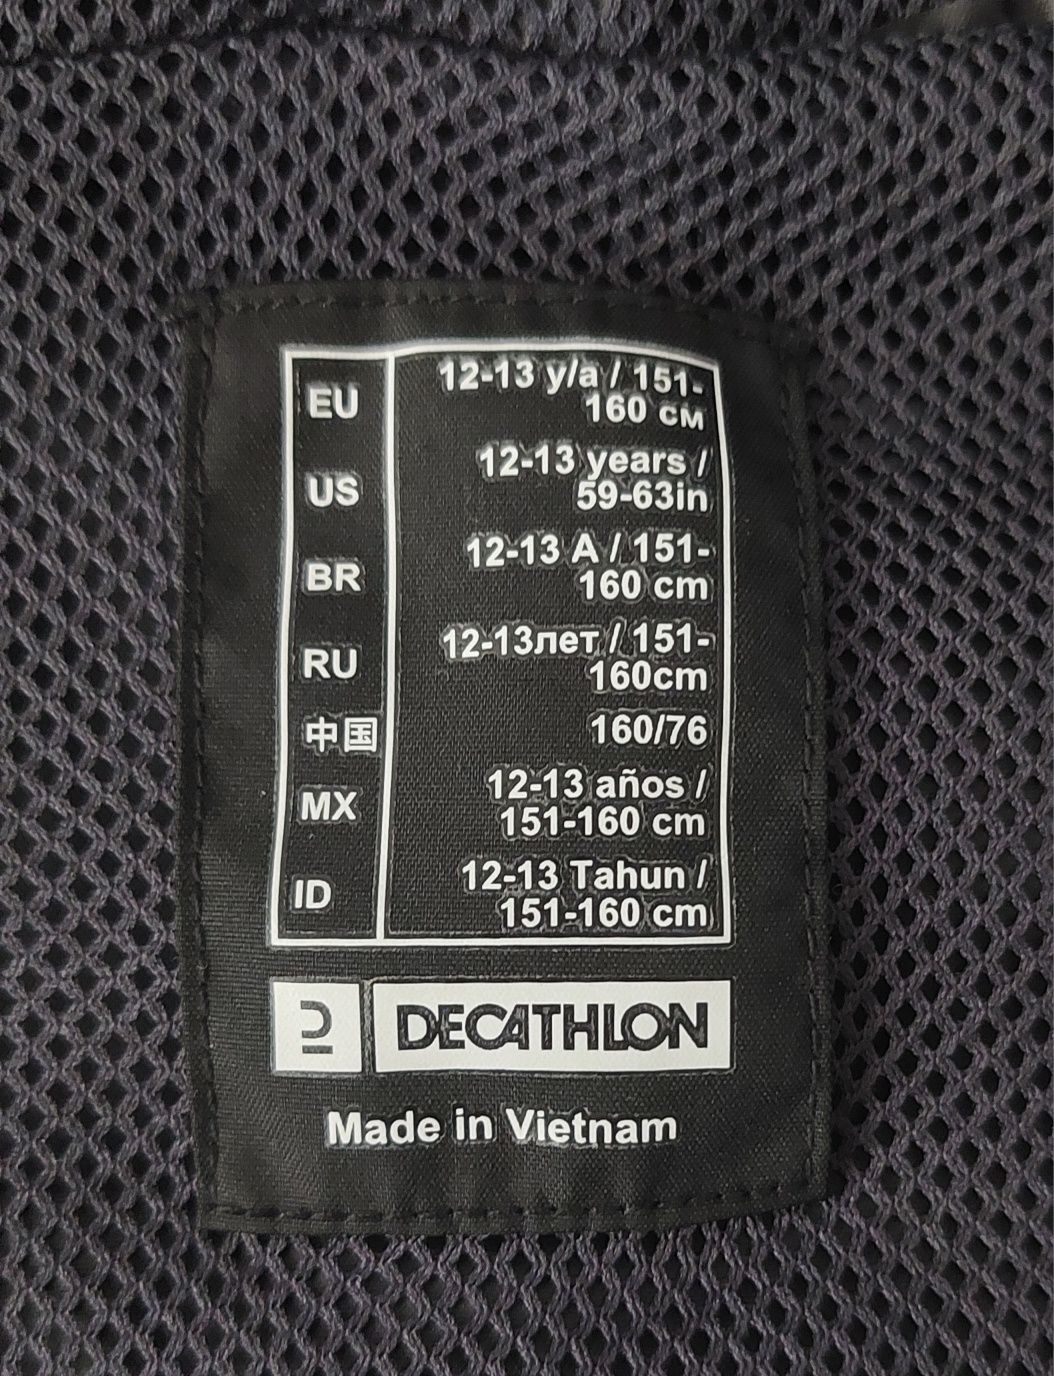 EU 12-13 y/a / 151-
160 см
US 12-13 years /
59-63in
BR 12-13 A / 151-
160 cm
RU 12-13лет / 151-
160cm
中国 160/76
MX 12-13 años /
151-160 cm
ID 12-13 Tahun /
151-160 cm
DECATHLON
Made in Vietnam